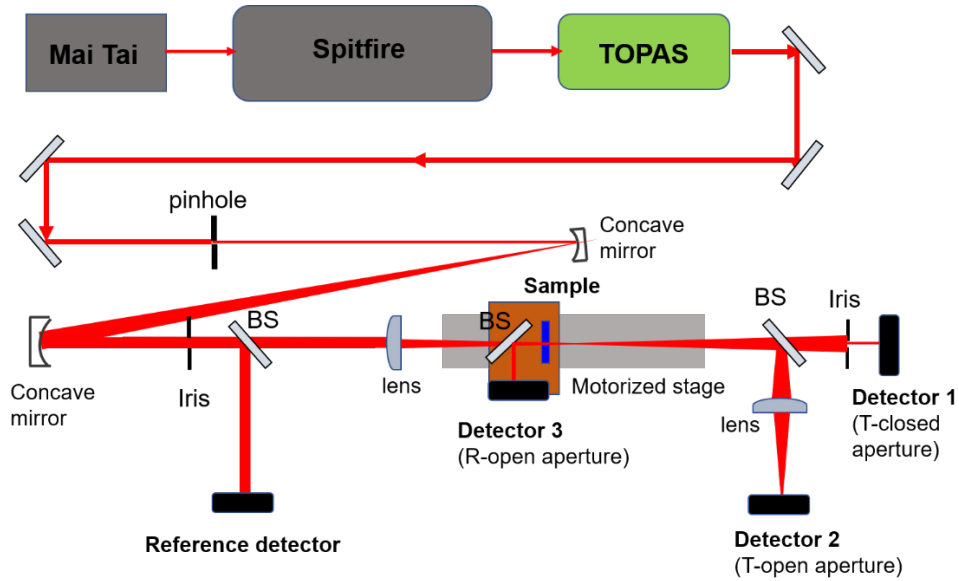 Mai Tai
Spitfire
TOPAS
pinhole
Concave
mirror
Sample
BS
BS
BS
Iris
Concave
mirror
Iris
lens
Motorized stage
lens
Detector 1
(T-closed
aperture)
Detector 3
(R-open aperture)
Reference detector
Detector 2
(T-open aperture)